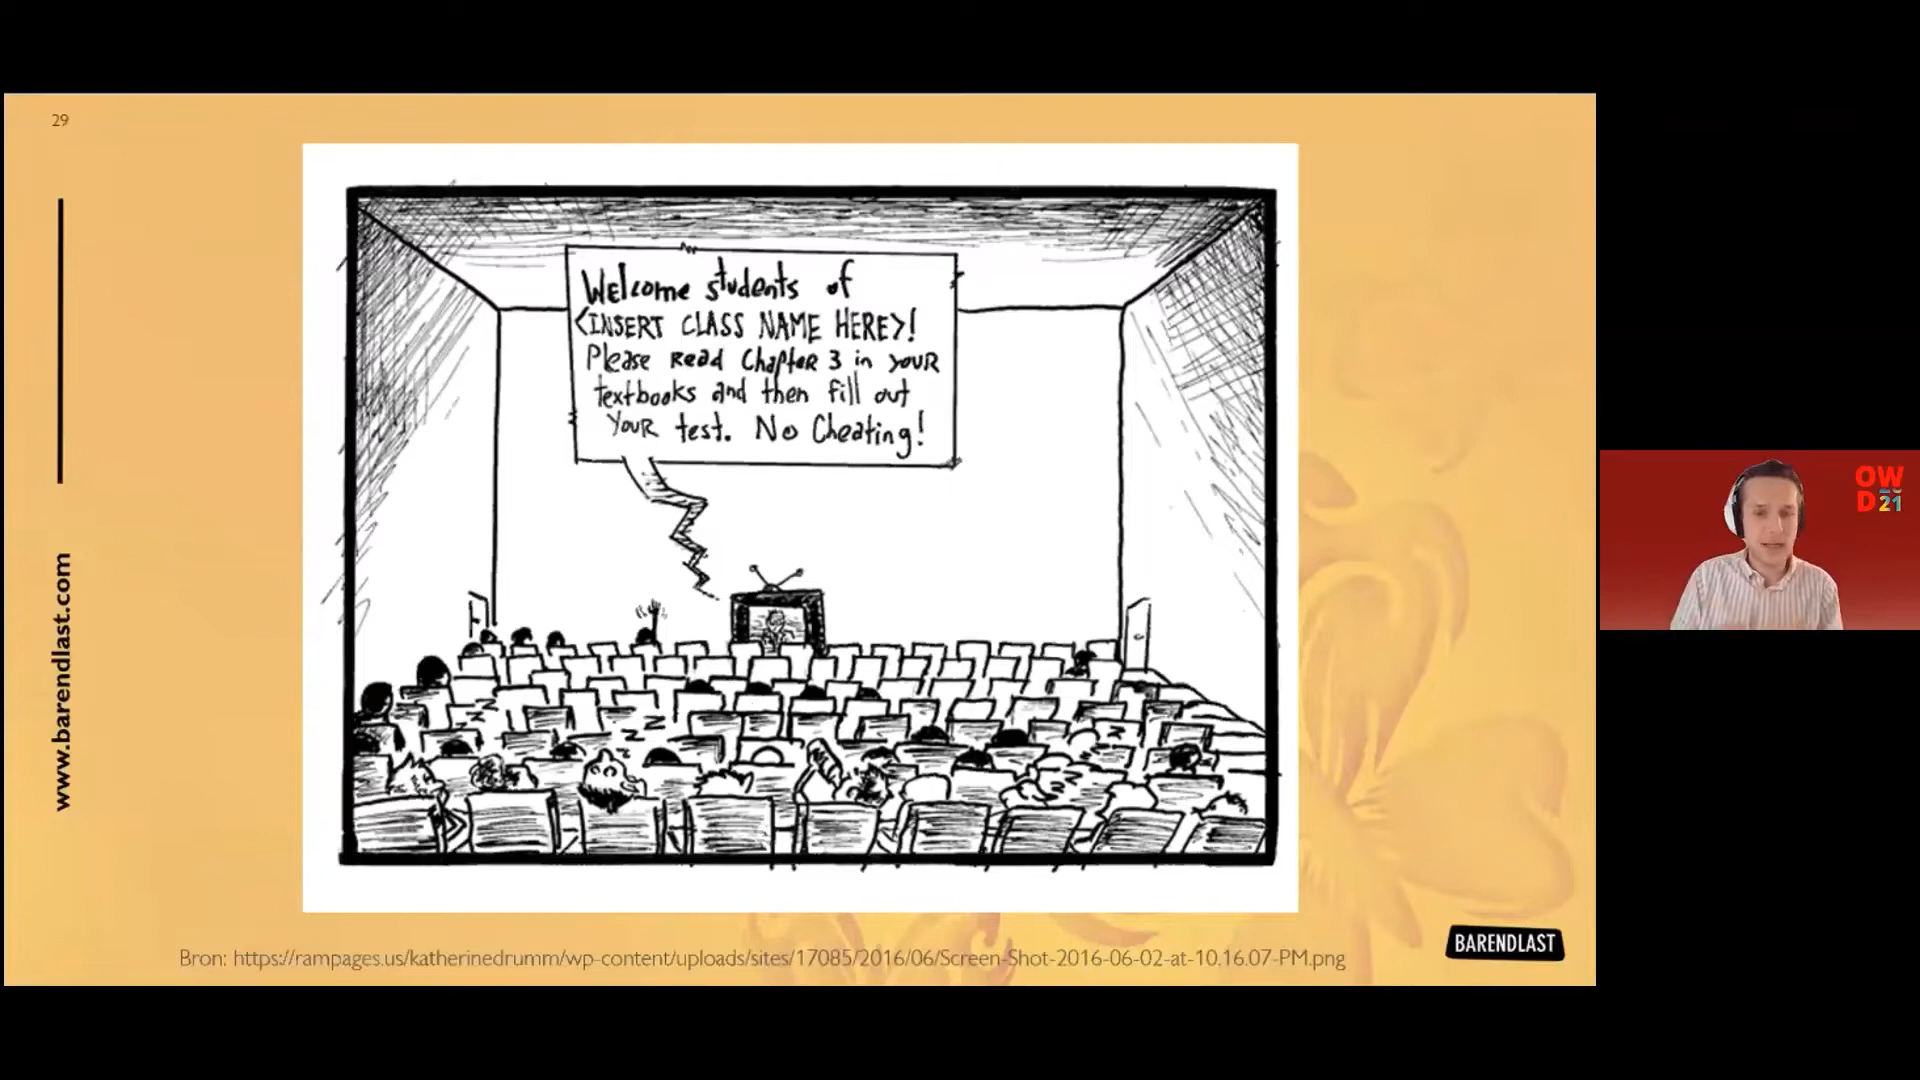 29
Welcome students of
<INSERT CLASS NAME HERE>!
Please Read Chapter 3 in youR
textbooks and then fill out
YouR test. No Cheating!
z
z
z
z
www.barendlast.com
Bron: https://rampages.us/katherinedrumm/wp-content/uploads/sites/17085/2016/06/Screen-Shot-2016-06-02-at-10.16.07-PM.png
BARENDLAST
OW
D21